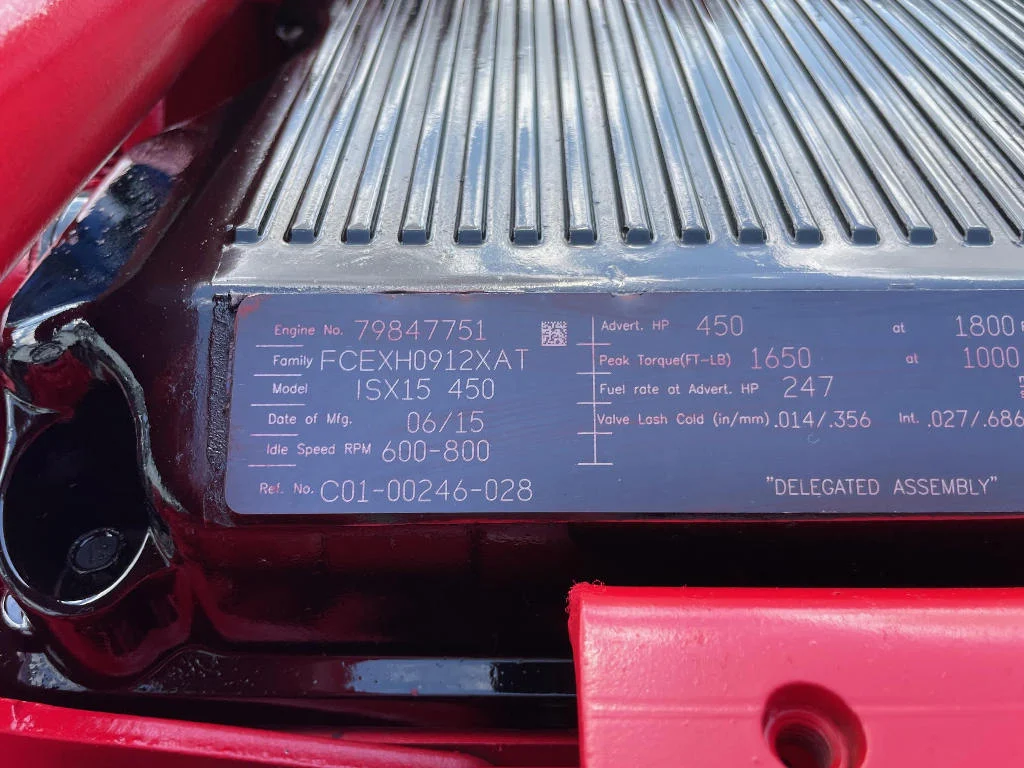 Engine No. 79847751
Family FCEXH0912XAT
Model ISX15 450
Date of Mfg. 06/15
Idle Speed RPM 600-800
Ref. No. C01-00246-028
Advert. HP 450 at 1800
Peak Torque(FT-LB) 1650 at 1000
Fuel rate at Advert. HP 247
Valve Lash Cold (in/mm) .014/.356 Int. .027/.686
"DELEGATED ASSEMBLY"